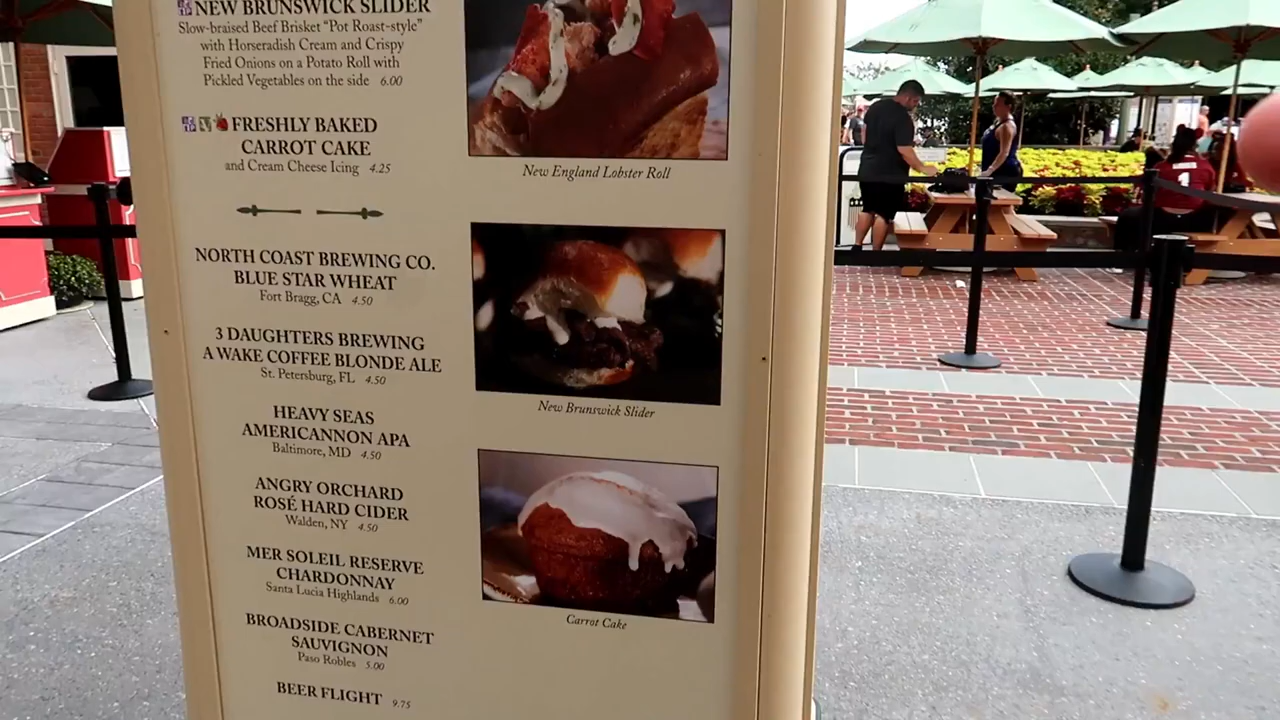 NEW BRUNSWICK SLIDER
Slow-braised Beef Brisket "Pot Roast-style"
with Horseradish Cream and Crispy
Fried Onions on a Potato Roll with
Pickled Vegetables on the side 6.00
FRESHLY BAKED
CARROT CAKE
and Cream Cheese Icing 4.25
NORTH COAST BREWING CO.
BLUE STAR WHEAT
Fort Bragg, CA 4.50
3 DAUGHTERS BREWING
A WAKE COFFEE BLONDE ALE
St. Petersburg, FL 4.50
HEAVY SEAS
AMERICANNON APA
Baltimore, MD 4.50
ANGRY ORCHARD
ROSÉ HARD CIDER
Walden, NY 4.50
MER SOLEIL RESERVE
CHARDONNAY
Santa Lucia Highlands 6.00
BROADSIDE CABERNET
SAUVIGNON
Paso Robles 5.00
BEER FLIGHT 9.75
New England Lobster Roll
New Brunswick Slider
Carrot Cake
1